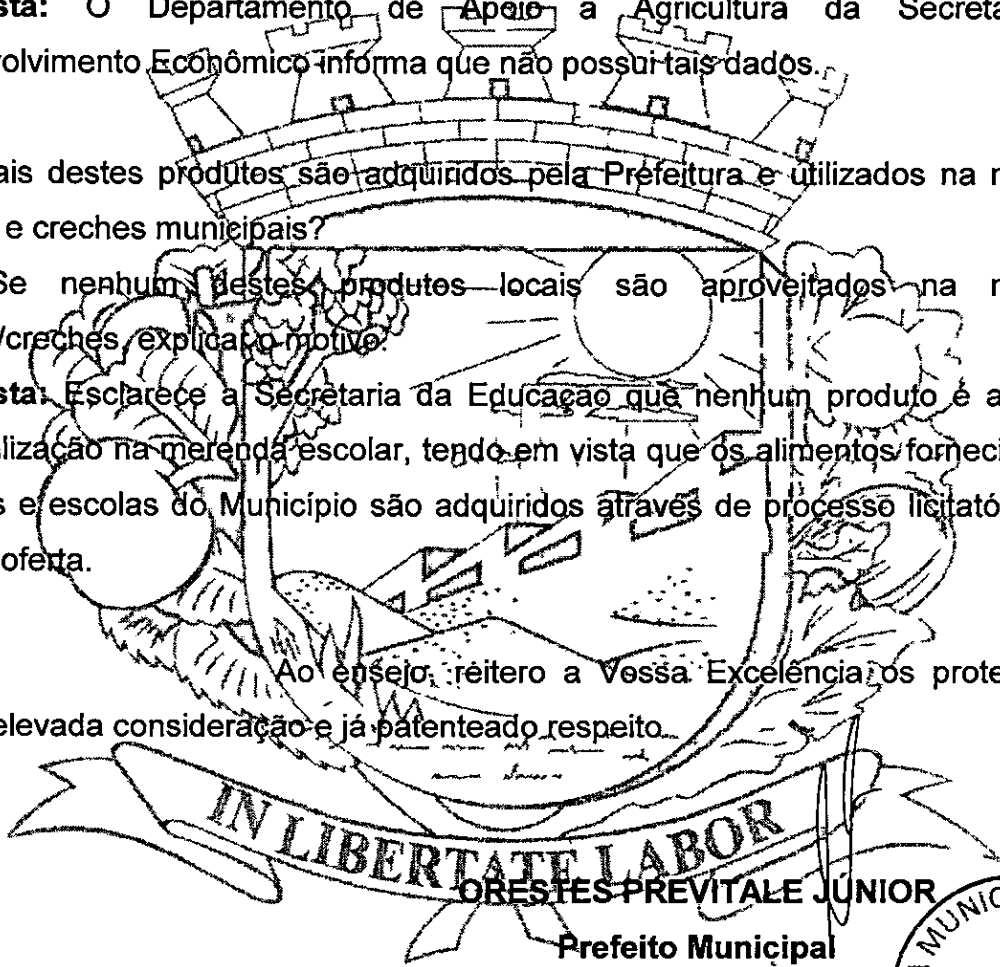 sta: O Departamento de Apoio a Agricultura da Secreta
olvimento Econômico informa que não possui tais dados.
ais destes produtos são adquiridos pela Prefeitura e utilizados na n
e creches municipais?
Se nenhum destes produtos locais são aproveitados na n
/creches, explicar o motivo.
sta: Esclarece a Secretaria da Educação que nenhum produto é a
lização na merenda escolar, tendo em vista que os alimentos forneci
s e escolas do Município são adquiridos através de processo licitató
oferta.
Ao ensejo, reitero a Vossa Excelência os prote
elevada consideração e já patenteado respeito.
IN LIBERTATE LABOR
ORESTES PREVITALE JÚNIOR
Prefeito Municipal
MUNIC